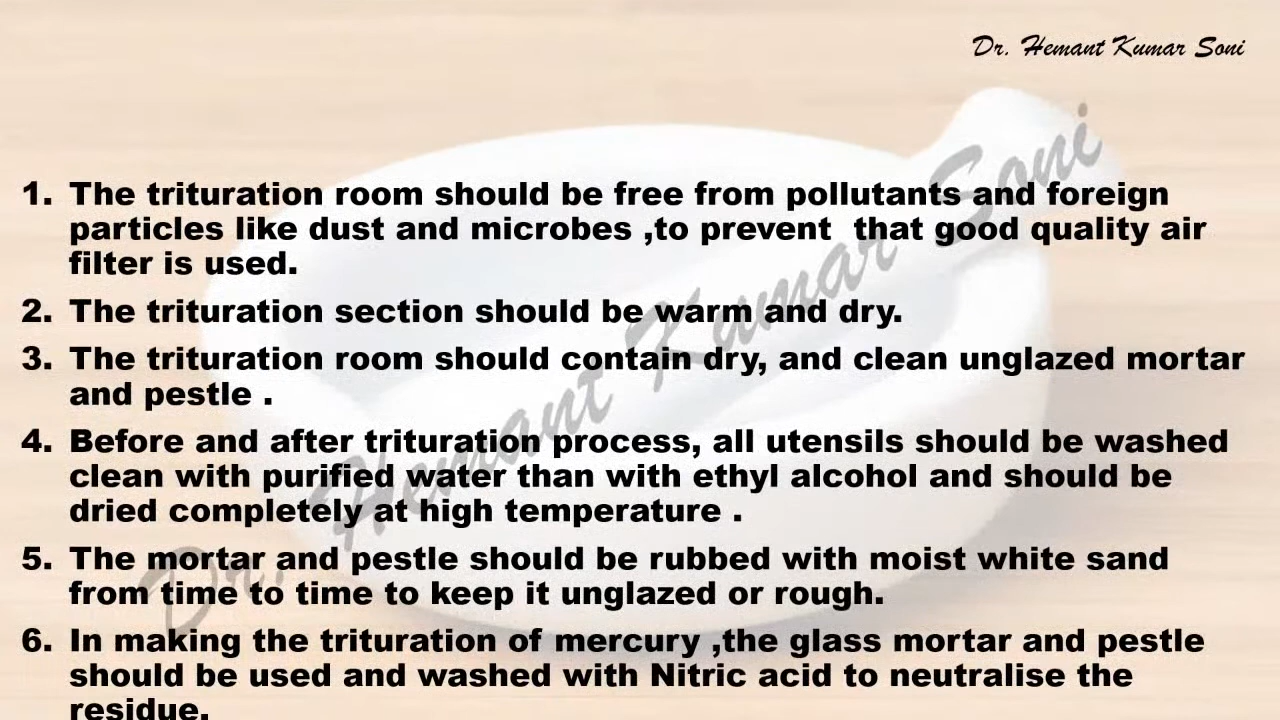 Dr. Hemant Kumar Soni
1. The trituration room should be free from pollutants and foreign
particles like dust and microbes ,to prevent  that good quality air
filter is used.
2. The trituration section should be warm and dry.
3. The trituration room should contain dry, and clean unglazed mortar
and pestle .
4. Before and after trituration process, all utensils should be washed
clean with purified water than with ethyl alcohol and should be
dried completely at high temperature .
5. The mortar and pestle should be rubbed with moist white sand
from time to time to keep it unglazed or rough.
6. In making the trituration of mercury ,the glass mortar and pestle
should be used and washed with Nitric acid to neutralise the
residue.
Dr. Hemant Kumar Soni